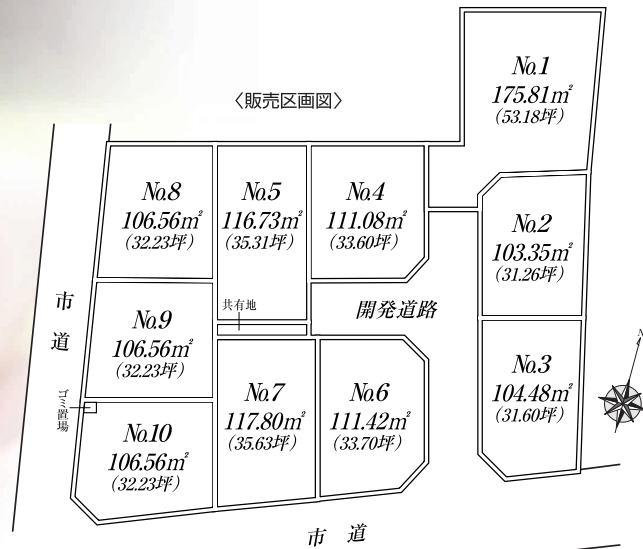 〈販売区画図〉
No.1
175.81m²
(53.18坪)
No.8
106.56m²
(32.23坪)
No.5
116.73m²
(35.31坪)
No.4
111.08m²
(33.60坪)
No.2
103.35m²
(31.26坪)
市道
共有地
開発道路
No.9
106.56m²
(32.23坪)
No.3
104.48m²
(31.60坪)
N
ゴミ置場
No.7
117.80m²
(35.63坪)
No.6
111.42m²
(33.70坪)
No.10
106.56m²
(32.23坪)
市道